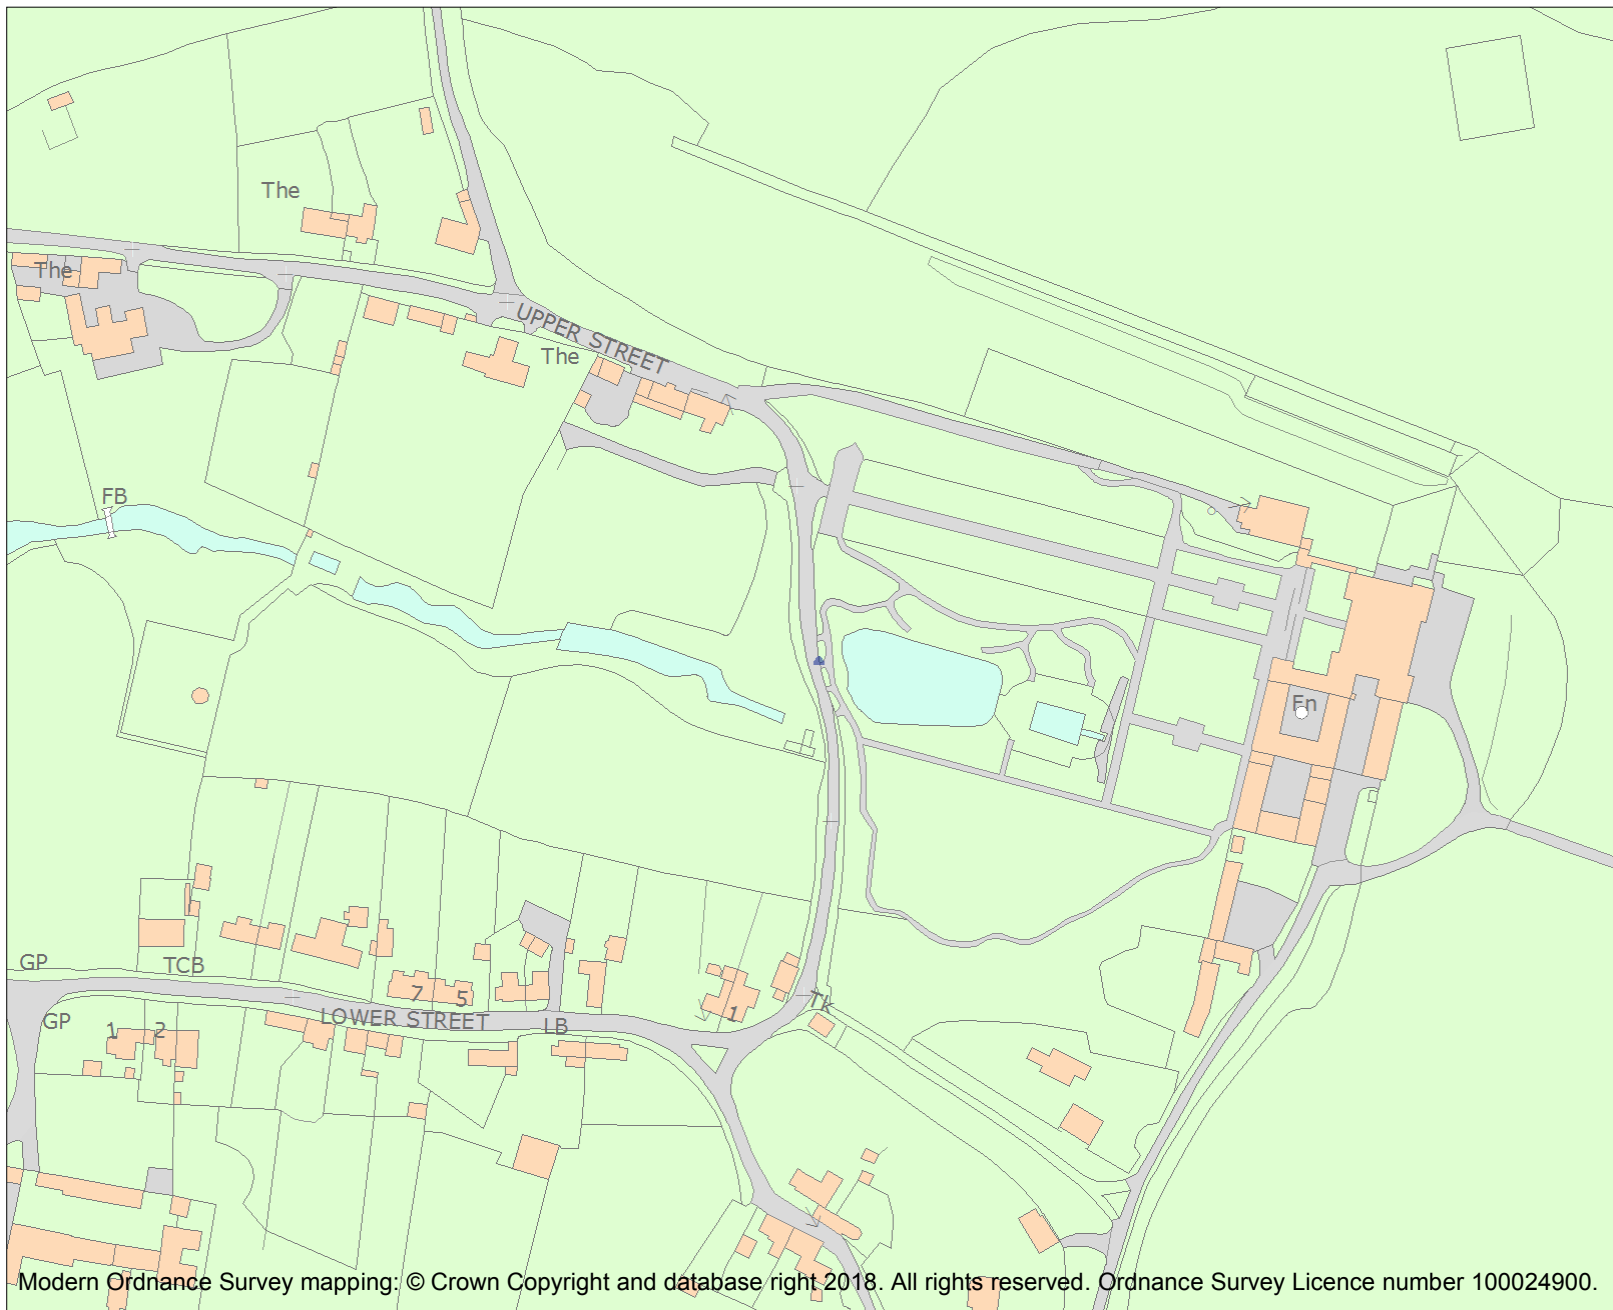 The
The
UPPER STREET
The
FB
Fn
GP
TCB
7
5
GP
LOWER STREET
LB
1
Tk
1
2
Modern Ordnance Survey mapping: © Crown Copyright and database right 2018. All rights reserved. Ordnance Survey Licence number 100024900.